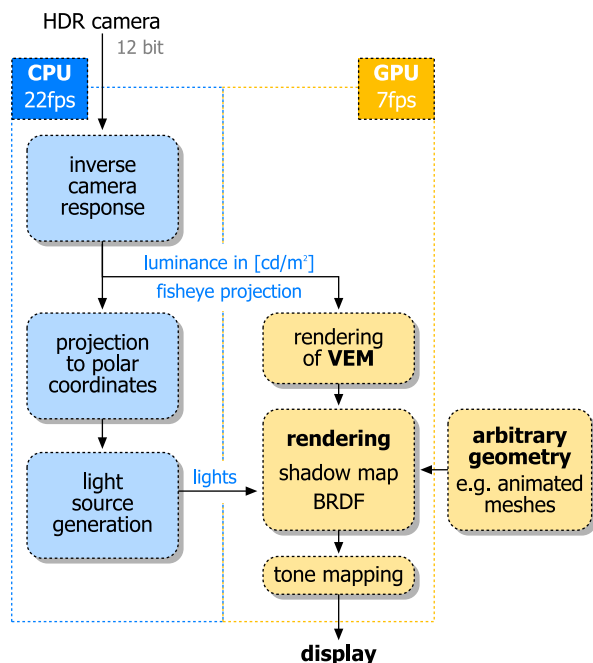 HDR camera
12 bit
CPU
22fps
GPU
7fps
inverse
camera
response
luminance in [cd/m²]
fisheye projection
projection
to polar
coordinates
rendering
of VEM
light
source
generation
lights
rendering
shadow map
BRDF
arbitrary
geometry
e.g. animated
meshes
tone mapping
display